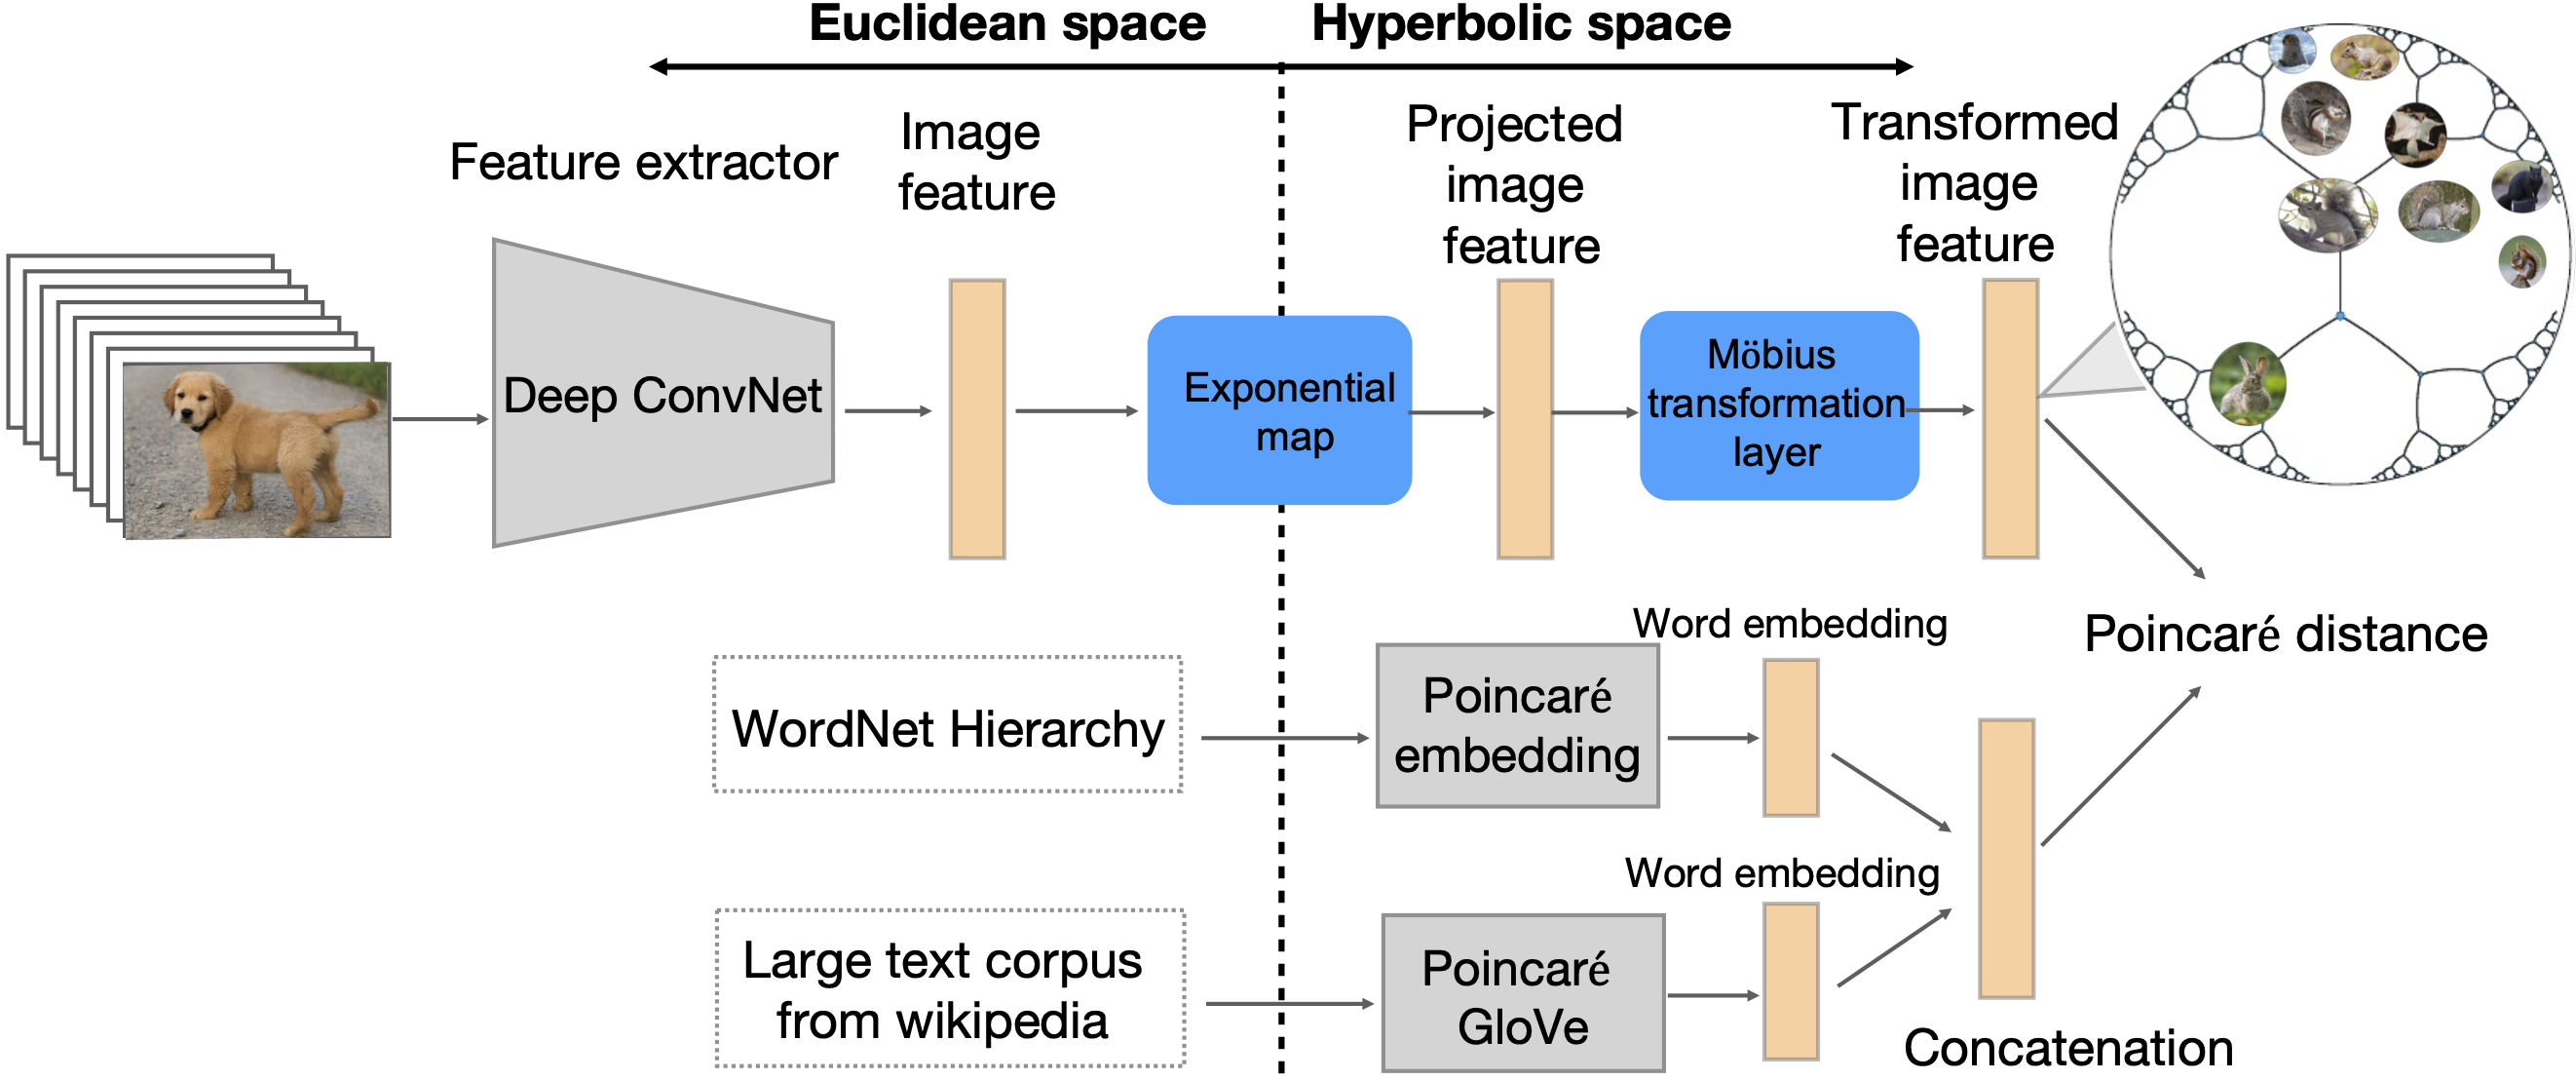 Euclidean space
Hyperbolic space
Feature extractor
Image
feature
Projected
image
feature
Transformed
image
feature
Deep ConvNet
Exponential
map
Möbius
transformation
layer
Word embedding
Poincaré distance
WordNet Hierarchy
Poincaré
embedding
Word embedding
Large text corpus
from wikipedia
Poincaré
GloVe
Concatenation